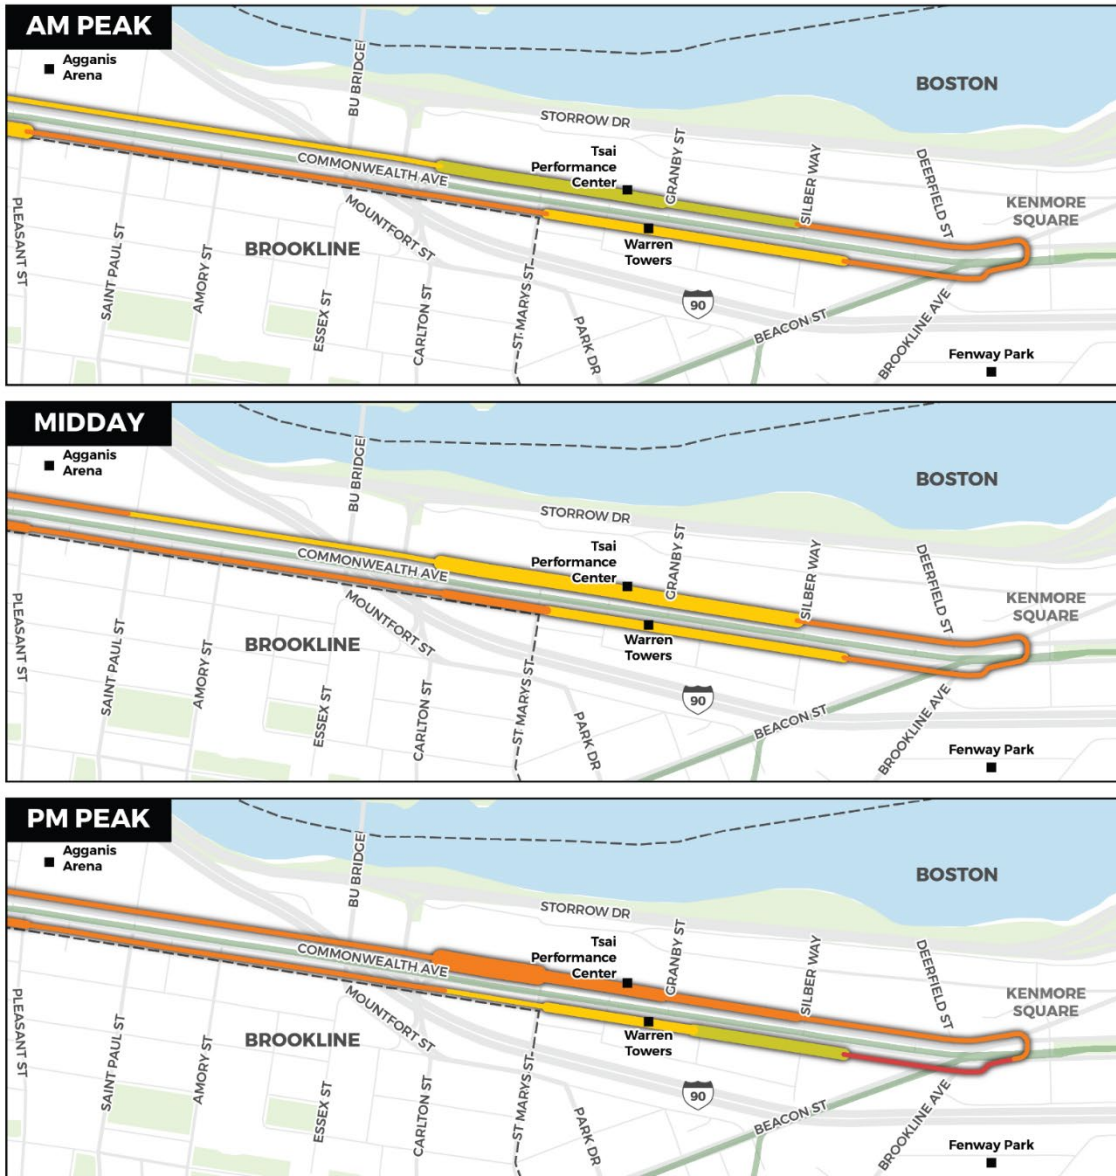 AM PEAK
Agganis
Arena
BU BRIDGE
BOSTON
STORROW DR
Tsai
Performance
Center
GRANBY ST
SILBER WAY
DEERFIELD ST
KENMORE
SQUARE
COMMONWEALTH AVE
MOUNTFORT ST
PLEASANT ST
SAINT PAUL ST
AMORY ST
BROOKLINE
ESSEX ST
CARLTON ST
ST MARYS ST
PARK DR
Warren
Towers
90
BEACON ST
BROOKLINE AVE
Fenway Park
MIDDAY
Agganis
Arena
BU BRIDGE
BOSTON
STORROW DR
Tsai
Performance
Center
GRANBY ST
SILBER WAY
DEERFIELD ST
KENMORE
SQUARE
COMMONWEALTH AVE
MOUNTFORT ST
PLEASANT ST
SAINT PAUL ST
AMORY ST
BROOKLINE
ESSEX ST
CARLTON ST
ST MARYS ST
PARK DR
Warren
Towers
90
BEACON ST
BROOKLINE AVE
Fenway Park
PM PEAK
Agganis
Arena
BU BRIDGE
BOSTON
STORROW DR
Tsai
Performance
Center
GRANBY ST
SILBER WAY
DEERFIELD ST
KENMORE
SQUARE
COMMONWEALTH AVE
MOUNTFORT ST
PLEASANT ST
SAINT PAUL ST
AMORY ST
BROOKLINE
ESSEX ST
CARLTON ST
ST MARYS ST
PARK DR
Warren
Towers
90
BEACON ST
BROOKLINE AVE
Fenway Park